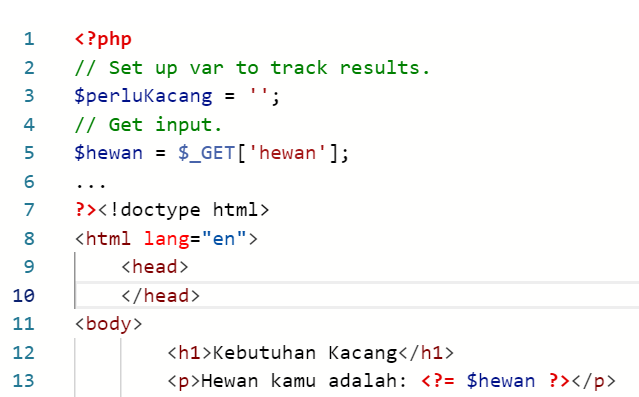 1 <?php
2 // Set up var to track results.
3 $perluKacang = '';
4 // Get input.
5 $hewan = $_GET['hewan'];
6 ...
7 ?><!doctype html>
8 <html lang="en">
9 <head>
10 </head>
11 <body>
12 <h1>Kebutuhan Kacang</h1>
13 <p>Hewan kamu adalah: <?= $hewan ?></p>